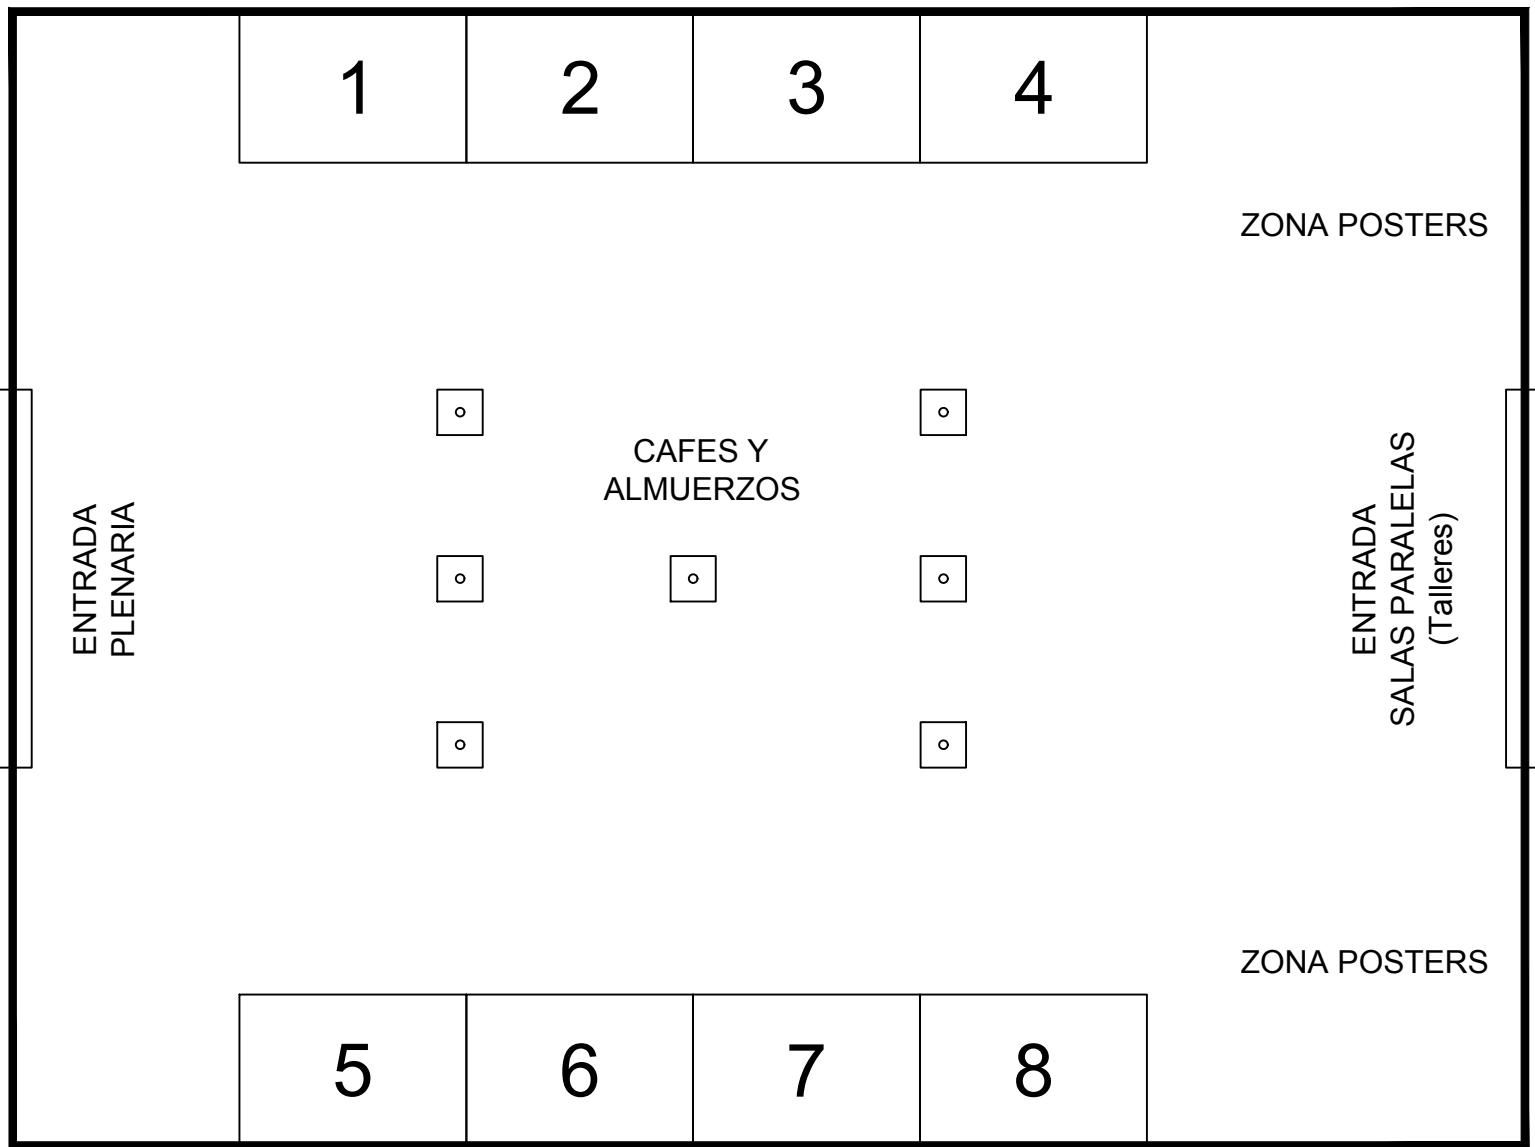 1
2
3
4
ZONA POSTERS
CAFES Y
ALMUERZOS
ENTRADA
PLENARIA
ENTRADA
SALAS PARALELAS
(Talleres)
ZONA POSTERS
5
6
7
8